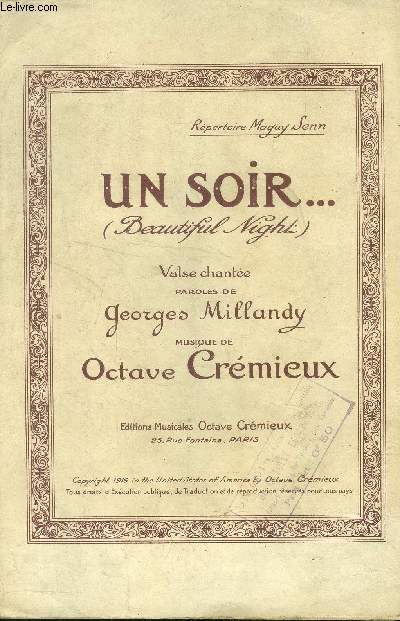 Le-livre.com
Répertoire Maguy Senn
UN SOIR...
(Beautiful Night.)
Valse chantée
PAROLES DE
Georges Millandy
MUSIQUE DE
Octave Crémieux
Editions Musicales Octave Crémieux
25, Rue Fontaine, PARIS
Copyright 1916 in the United States of America by Octave Crémieux
Tous droits d'Exécution publique, de Traduction et de reproduction réservés pour tous pays